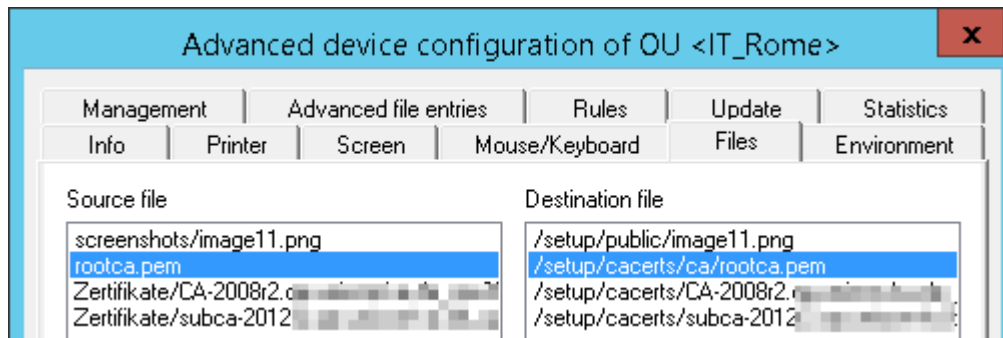 Advanced device configuration of OU <IT_Rome>
x
Management Advanced file entries Rules Update Statistics
Info Printer Screen Mouse/Keyboard Files Environment
Source file Destination file
screenshots/image11.png /setup/public/image11.png
rootca.pem /setup/cacerts/ca/rootca.pem
Zertifikate/CA-2008r2. /setup/cacerts/CA-2008r2.
Zertifikate/subca-2012 /setup/cacerts/subca-2012